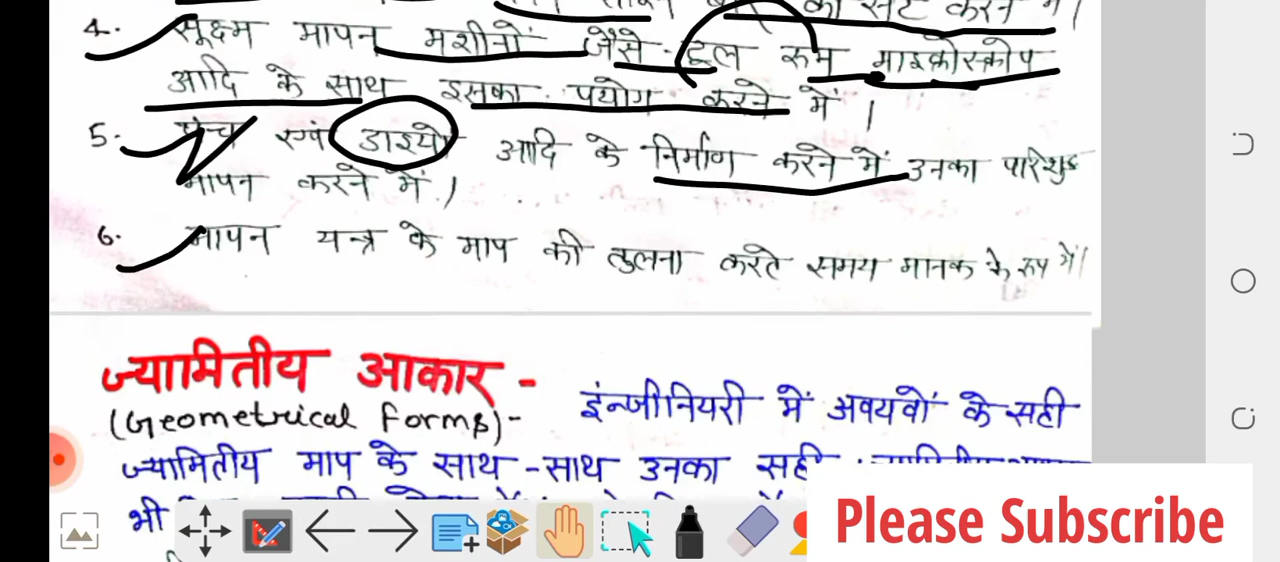 को सेट करने में।
4. सूक्ष्म मापन मशीनों जैसे - टूल रूम माइक्रोस्कोप
आदि के साथ इसका प्रयोग करने में।
5. पंच एवं डाइयो आदि के निर्माण करने में उनका परिशुद्ध
मापन करने में।
6. मापन यन्त्र के माप की तुलना करते समय मानक के रूप में।
ज्यामितीय आकार -
(Geometrical forms)- इंन्जीनियरी में अवयवों के सही
ज्यामितीय माप के साथ-साथ उनका सही
भी
Please Subscribe